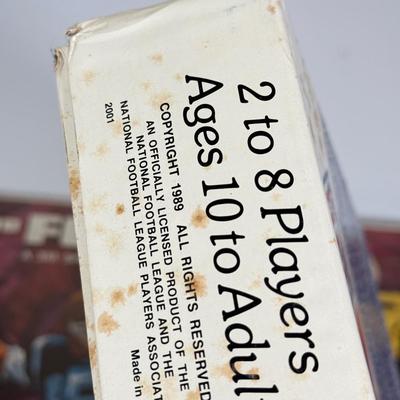 2 to 8 Players
Ages 10 to Adul
COPYRIGHT 1989 ALL RIGHTS RESERVED
AN OFFICIALLY LICENSED PRODUCT OF THE
NATIONAL FOOTBALL LEAGUE AND THE
NATIONAL FOOTBALL LEAGUE PLAYERS ASSOCIAT
2001
Made in